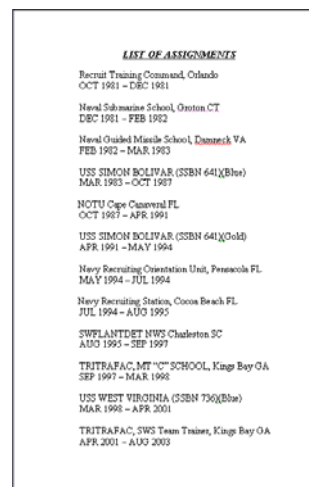 LIST OF ASSIGNMENTS
Recruit Training Command, Orlando
OCT 1981 – DEC 1981
Naval Submarine School, Groton CT
DEC 1981 – FEB 1982
Naval Guided Missile School, Damneck VA
FEB 1982 – MAR 1983
USS SIMON BOLIVAR (SSBN 641)(Blue)
MAR 1983 – OCT 1987
NOTU Cape Canaveral FL
OCT 1987 – APR 1991
USS SIMON BOLIVAR (SSBN 641)(Gold)
APR 1991 – MAY 1994
Navy Recruiting Orientation Unit, Pensacola FL
MAY 1994 – JUL 1994
Navy Recruiting Station, Cocoa Beach FL
JUL 1994 – AUG 1995
SWFLANTDET NWS Charleston SC
AUG 1995 – SEP 1997
TRITRAFAC, MT "C" SCHOOL, Kings Bay GA
SEP 1997 – MAR 1998
USS WEST VIRGINIA (SSBN 736)(Blue)
MAR 1998 – APR 2001
TRITRAFAC, SWS Team Trainer, Kings Bay GA
APR 2001 – AUG 2003